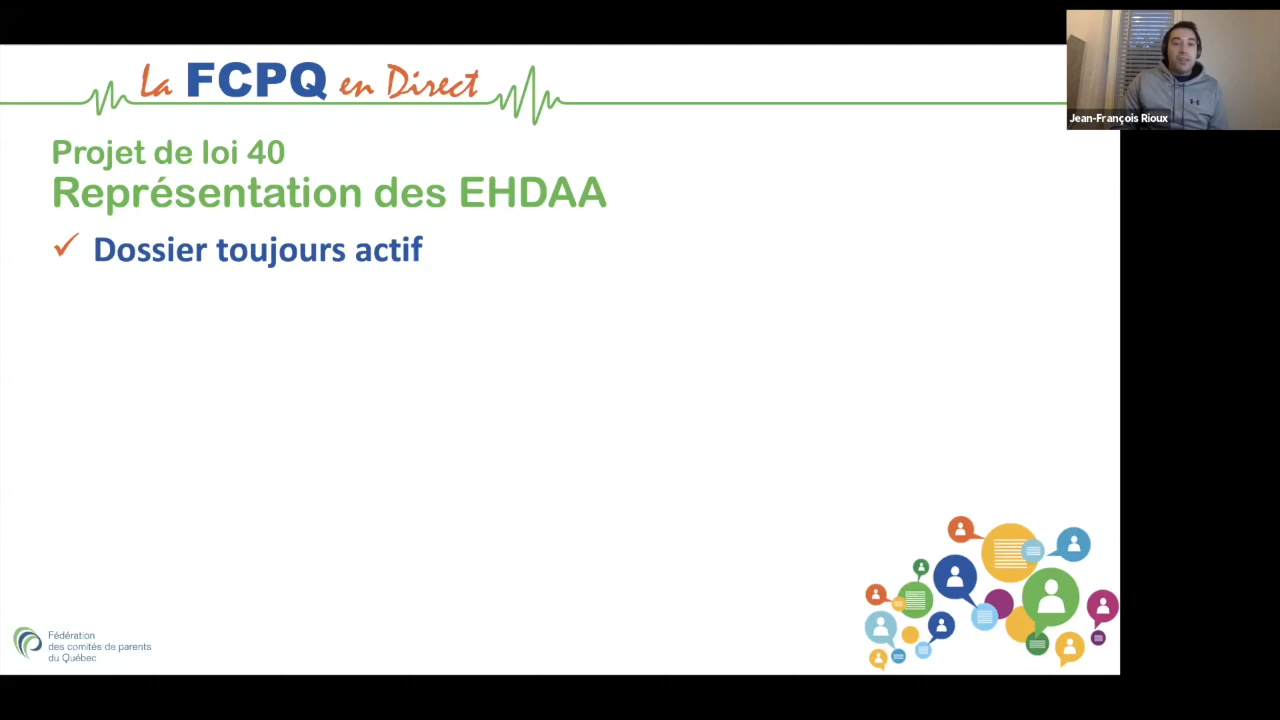 La FCPQ en Direct
Jean-François Rioux
Projet de loi 40
Représentation des EHDAA
✓ Dossier toujours actif
Fédération
des comités de parents
du Québec